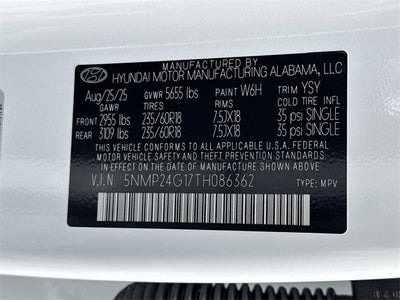 HYUNDAI MOTOR MANUFACTURING ALABAMA, LLC
Aug/25/25 GVWR 5655 lbs PAINT W6H TRIM YSY
GAWR TIRES RIMS COLD INFL
FRONT 2955 lbs 235/60R18 7.5JX18 35 psi SINGLE
REAR 3109 lbs 235/60R18 7.5JX18 35 psi SINGLE
THIS VEHICLE CONFORMS TO ALL APPLICABLE U.S.A. FEDERAL
MOTOR VEHICLE SAFETY AND THEFT PREVENTION STANDARDS
IN EFFECT ON THE DATE OF MANUFACTURE SHOWN ABOVE.
V.I.N. 5NMP24G17TH086362 TYPE: MPV